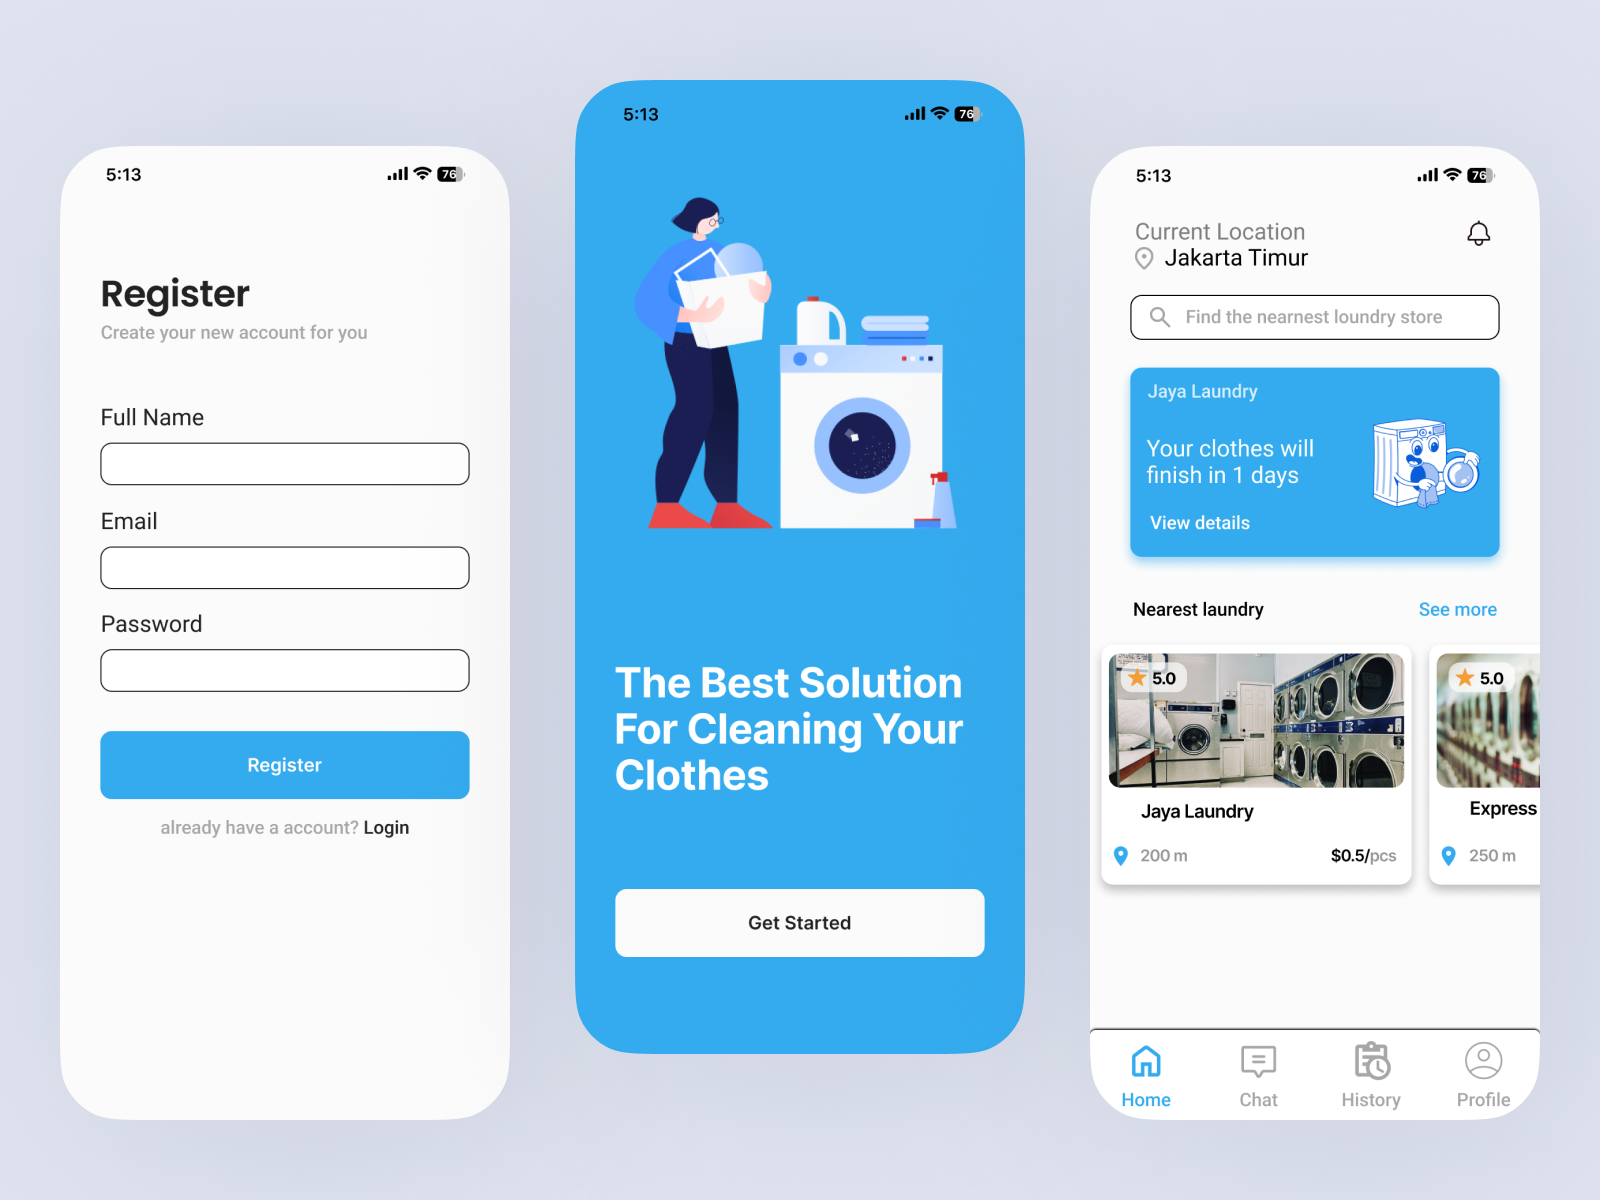 5:13
76
Register
Create your new account for you
Full Name
Email
Password
Register
already have a account? Login
5:13
76
The Best Solution
For Cleaning Your
Clothes
Get Started
5:13
76
Current Location
Jakarta Timur
Find the nearnest loundry store
Jaya Laundry
Your clothes will
finish in 1 days
View details
Nearest laundry
See more
5.0
Jaya Laundry
200 m
$0.5/pcs
5.0
Express
250 m
Home
Chat
History
Profile